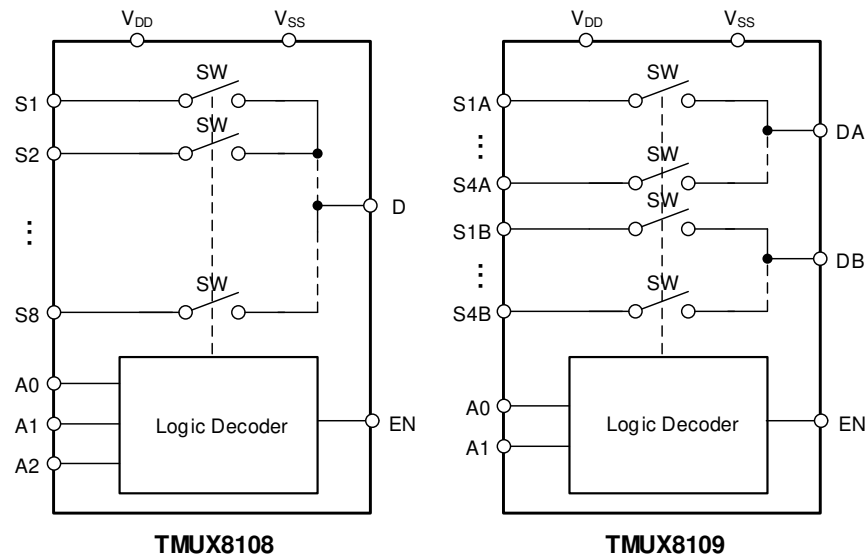 VDD
VSS
SW
S1
SW
S2
D
SW
S8
A0
Logic Decoder
EN
A1
A2
TMUX8108
VDD
VSS
SW
S1A
DA
SW
S4A
SW
S1B
DB
SW
S4B
A0
Logic Decoder
EN
A1
TMUX8109